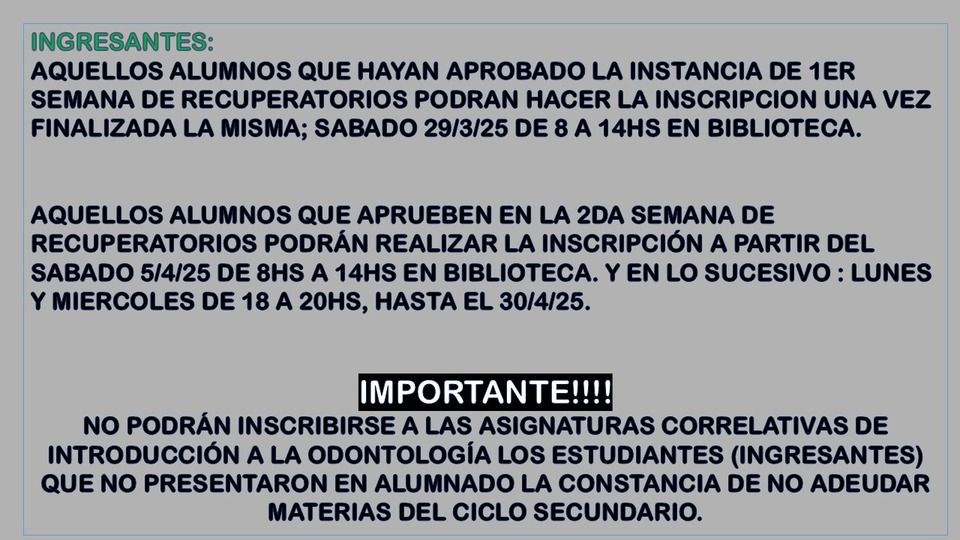 INGRESANTES:
AQUELLOS ALUMNOS QUE HAYAN APROBADO LA INSTANCIA DE 1ER
SEMANA DE RECUPERATORIOS PODRAN HACER LA INSCRIPCION UNA VEZ
FINALIZADA LA MISMA; SABADO 29/3/25 DE 8 A 14HS EN BIBLIOTECA.
AQUELLOS ALUMNOS QUE APRUEBEN EN LA 2DA SEMANA DE
RECUPERATORIOS PODRÁN REALIZAR LA INSCRIPCIÓN A PARTIR DEL
SABADO 5/4/25 DE 8HS A 14HS EN BIBLIOTECA. Y EN LO SUCESIVO : LUNES
Y MIERCOLES DE 18 A 20HS, HASTA EL 30/4/25.
IMPORTANTE!!!!
NO PODRÁN INSCRIBIRSE A LAS ASIGNATURAS CORRELATIVAS DE
INTRODUCCIÓN A LA ODONTOLOGÍA LOS ESTUDIANTES (INGRESANTES)
QUE NO PRESENTARON EN ALUMNADO LA CONSTANCIA DE NO ADEUDAR
MATERIAS DEL CICLO SECUNDARIO.